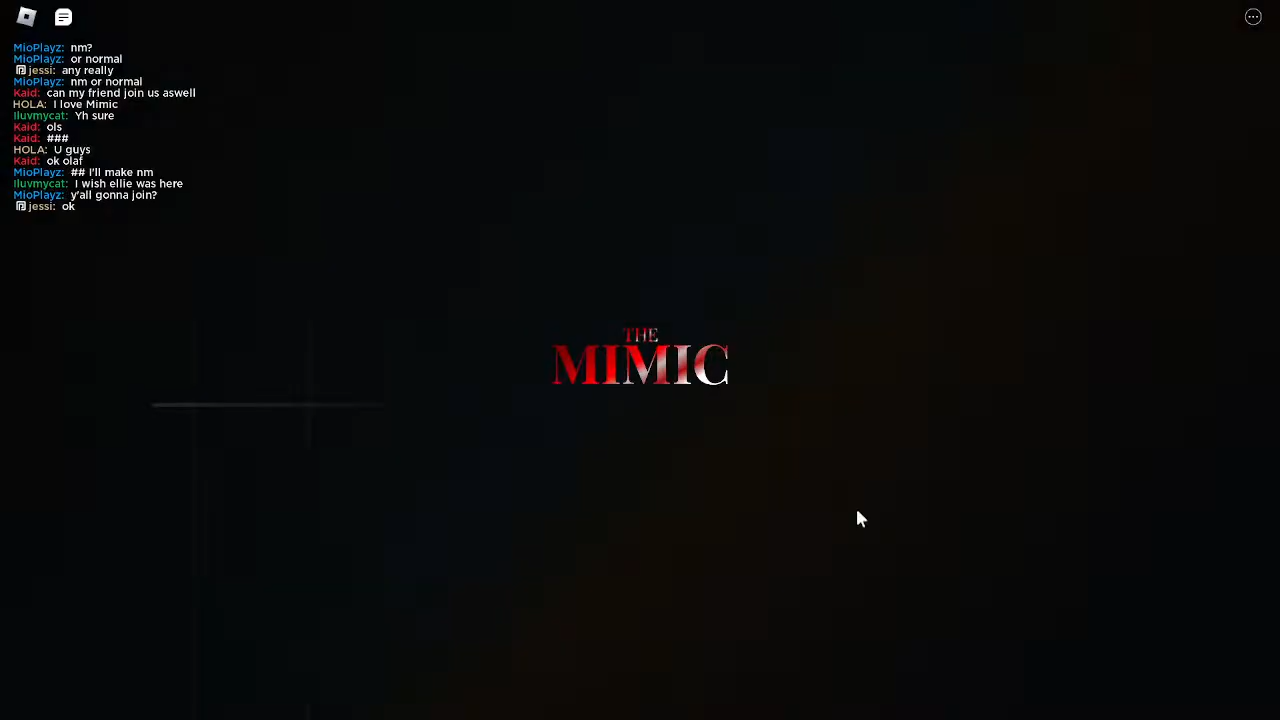 MioPlayz: nm?
MioPlayz: or normal
jessi: any really
MioPlayz: nm or normal
Kaid: can my friend join us aswell
HOLA: I love Mimic
Iluvmycat: Yh sure
Kaid: ols
Kaid: ###
HOLA: U guys
Kaid: ok olaf
MioPlayz: ## I'll make nm
Iluvmycat: I wish ellie was here
MioPlayz: y'all gonna join?
jessi: ok
THE
MIMIC